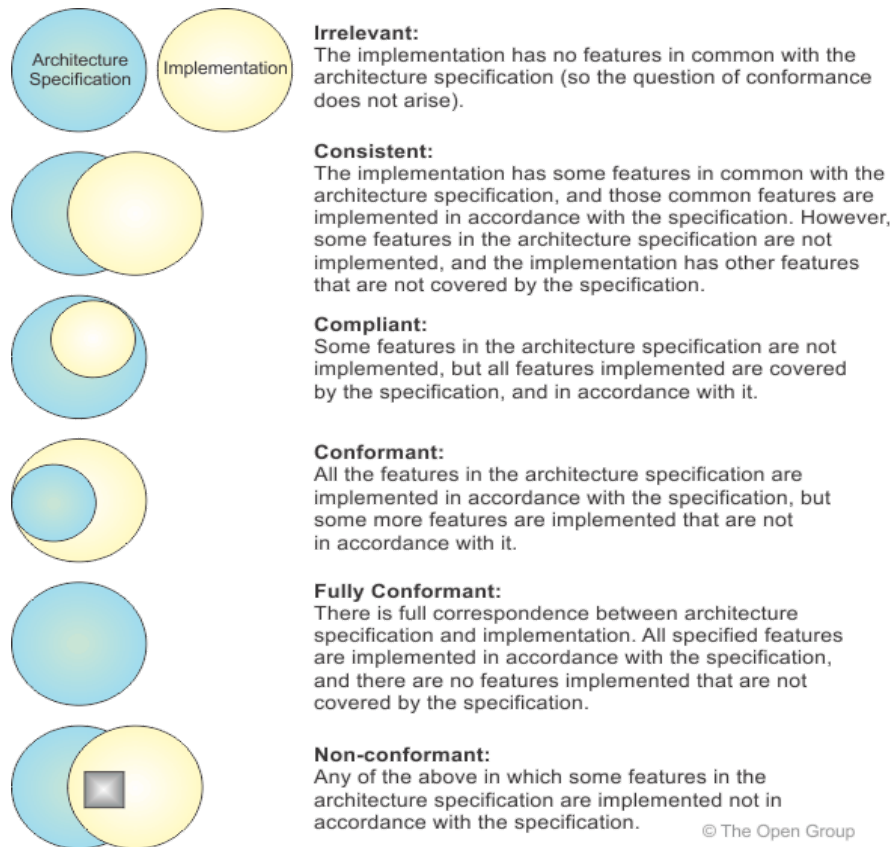 Architecture
Specification
Implementation
Irrelevant:
The implementation has no features in common with the
architecture specification (so the question of conformance
does not arise).
Consistent:
The implementation has some features in common with the
architecture specification, and those common features are
implemented in accordance with the specification. However,
some features in the architecture specification are not
implemented, and the implementation has other features
that are not covered by the specification.
Compliant:
Some features in the architecture specification are not
implemented, but all features implemented are covered
by the specification, and in accordance with it.
Conformant:
All the features in the architecture specification are
implemented in accordance with the specification, but
some more features are implemented that are not
in accordance with it.
Fully Conformant:
There is full correspondence between architecture
specification and implementation. All specified features
are implemented in accordance with the specification,
and there are no features implemented that are not
covered by the specification.
Non-conformant:
Any of the above in which some features in the
architecture specification are implemented not in
accordance with the specification.
© The Open Group